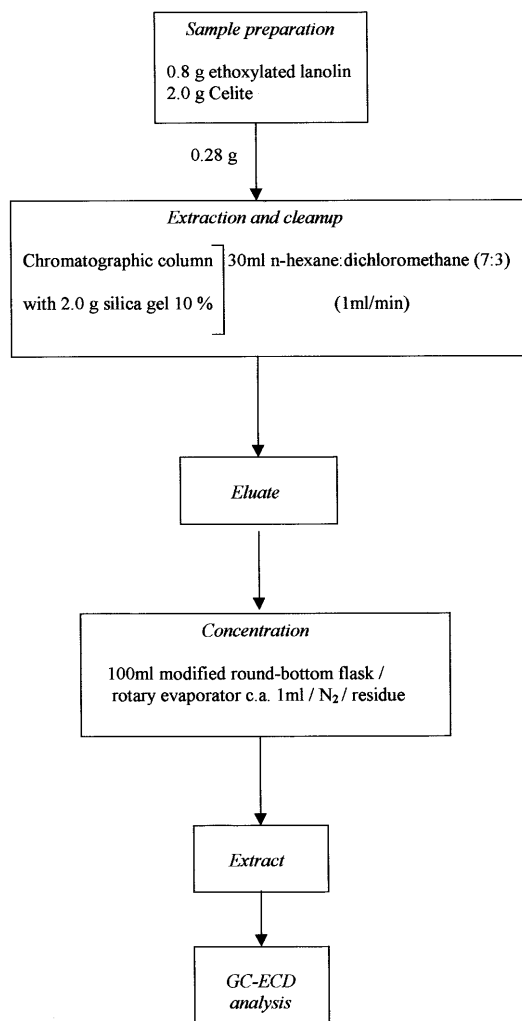 Sample preparation
0.8 g ethoxylated lanolin
2.0 g Celite
0.28 g
Extraction and cleanup
Chromatographic column
with 2.0 g silica gel 10 %
30ml n-hexane:dichloromethane (7:3)
(1ml/min)
Eluate
Concentration
100ml modified round-bottom flask /
rotary evaporator c.a. 1ml / N₂ / residue
Extract
GC-ECD
analysis